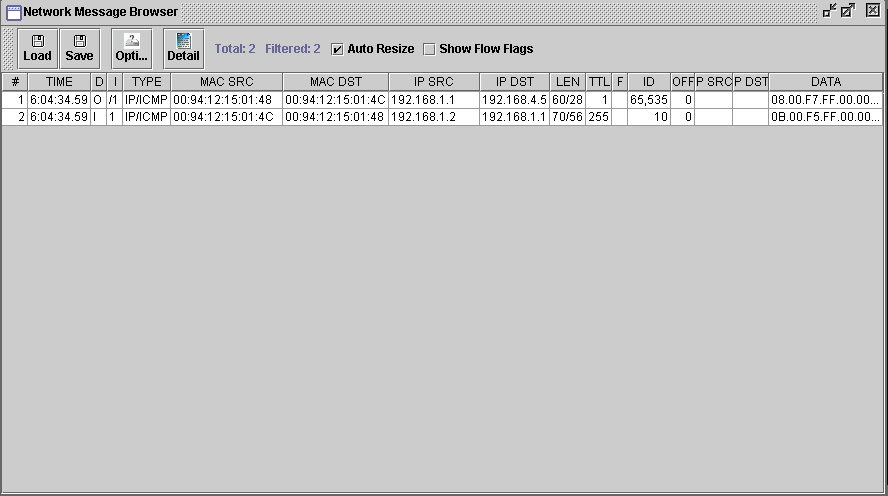 Network Message Browser
Load Save Opti... Detail Total: 2 Filtered: 2 Auto Resize Show Flow Flags
# TIME D I TYPE MAC SRC MAC DST IP SRC IP DST LEN TTL F ID OFF P SRC P DST DATA
1 6:04:34.59 O /1 IP/ICMP 00:94:12:15:01:48 00:94:12:15:01:4C 192.168.1.1 192.168.4.5 60/28 1 65,535 0 08.00.F7.FF.00.00...
2 6:04:34.59 I 1 IP/ICMP 00:94:12:15:01:4C 00:94:12:15:01:48 192.168.1.2 192.168.1.1 70/56 255 10 0 0B.00.F5.FF.00.00...